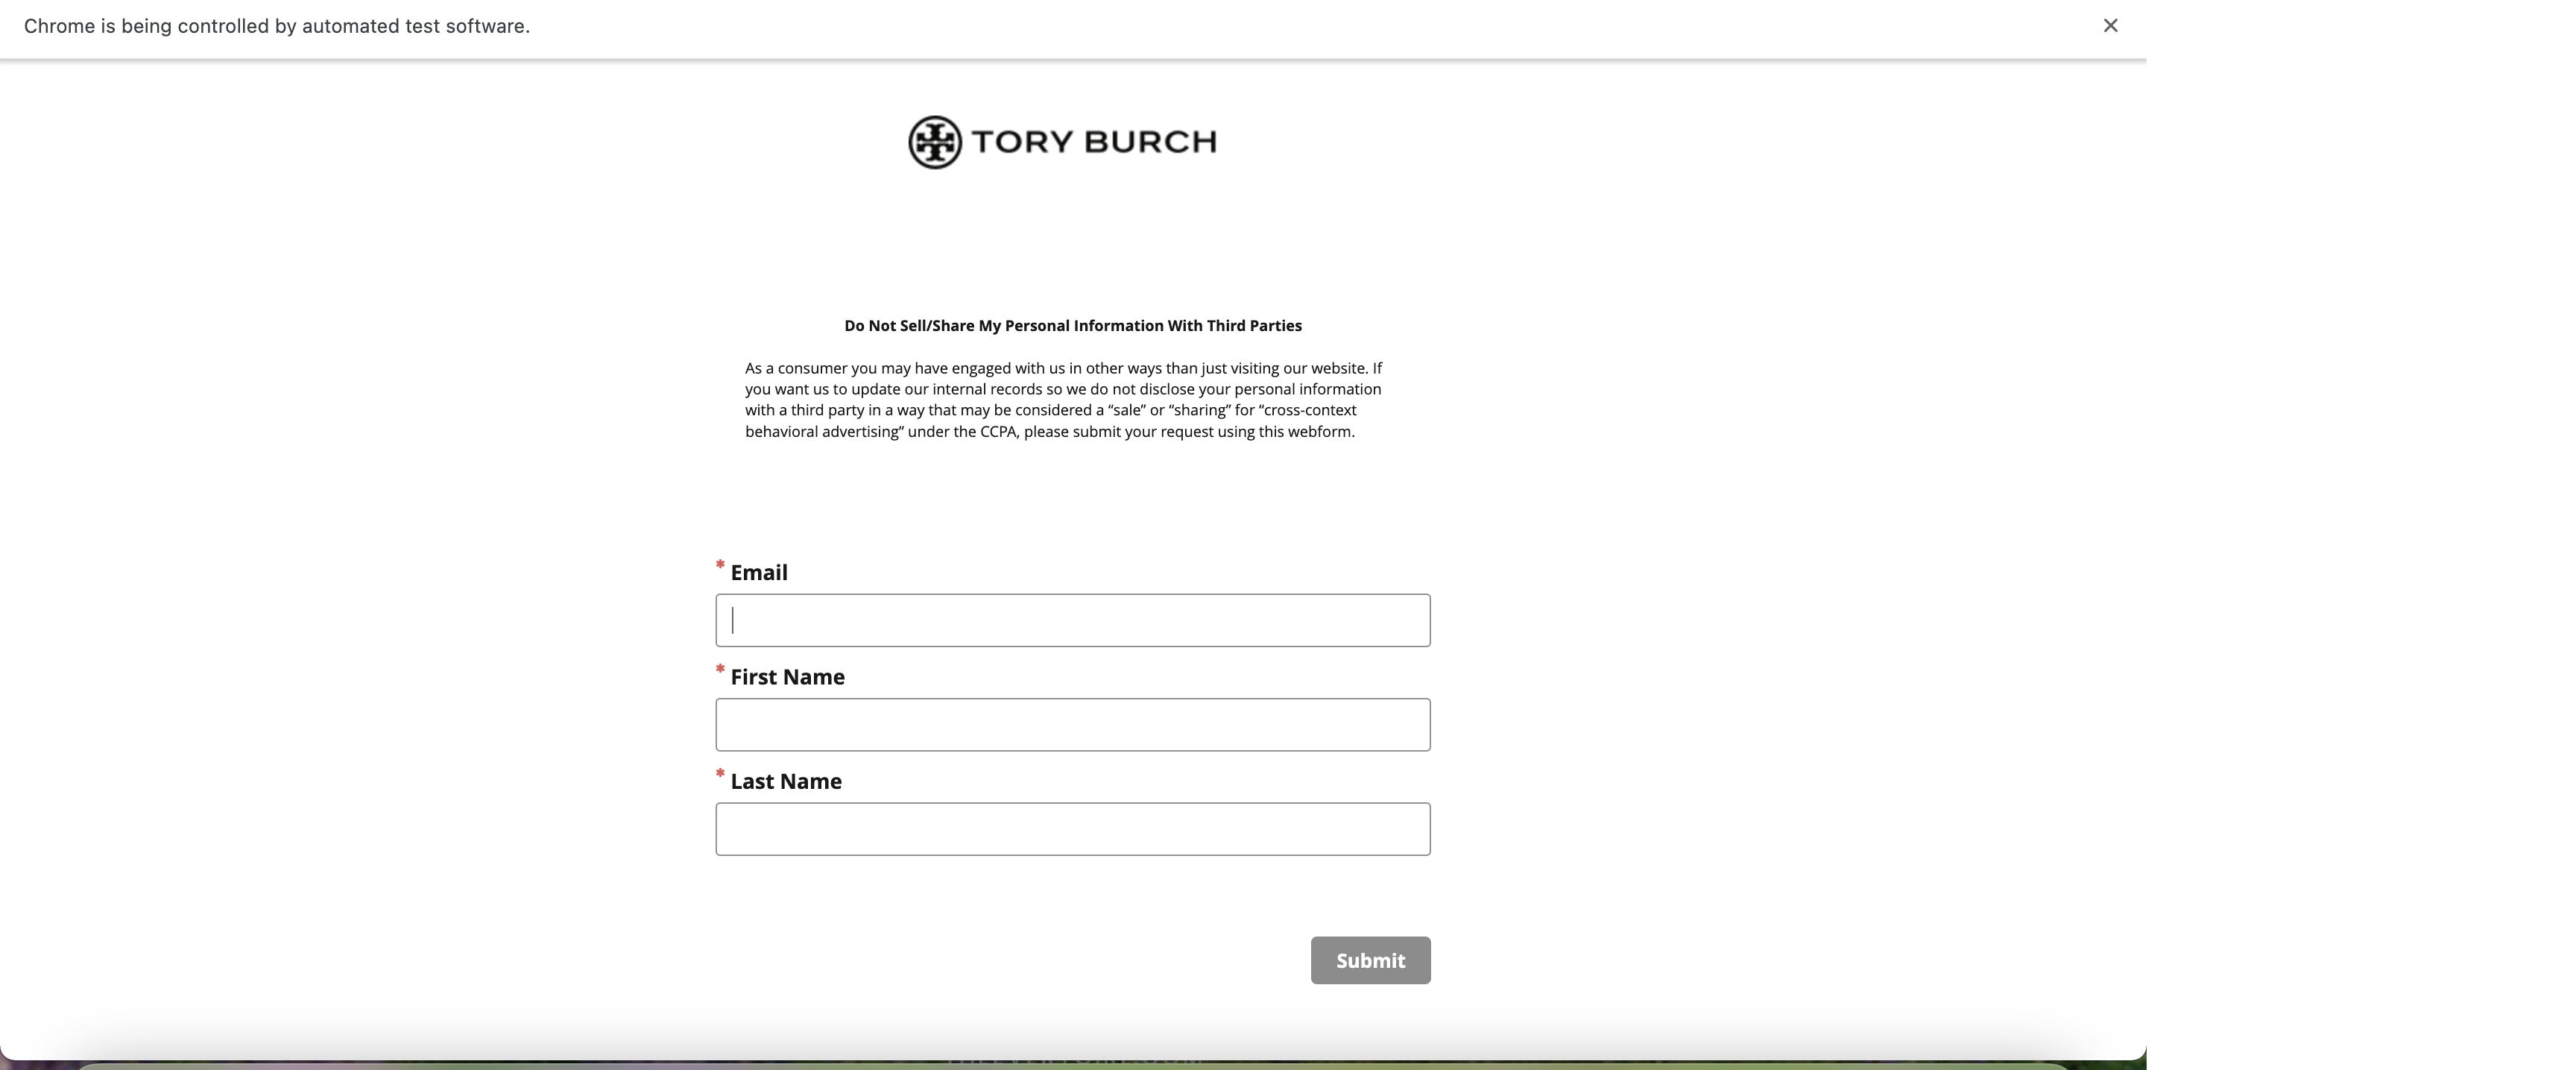 Chrome is being controlled by automated test software.
TORY BURCH
Do Not Sell/Share My Personal Information With Third Parties
As a consumer you may have engaged with us in other ways than just visiting our website. If
you want us to update our internal records so we do not disclose your personal information
with a third party in a way that may be considered a “sale” or “sharing” for “cross-context
behavioral advertising” under the CCPA, please submit your request using this webform.
* Email
* First Name
* Last Name
Submit